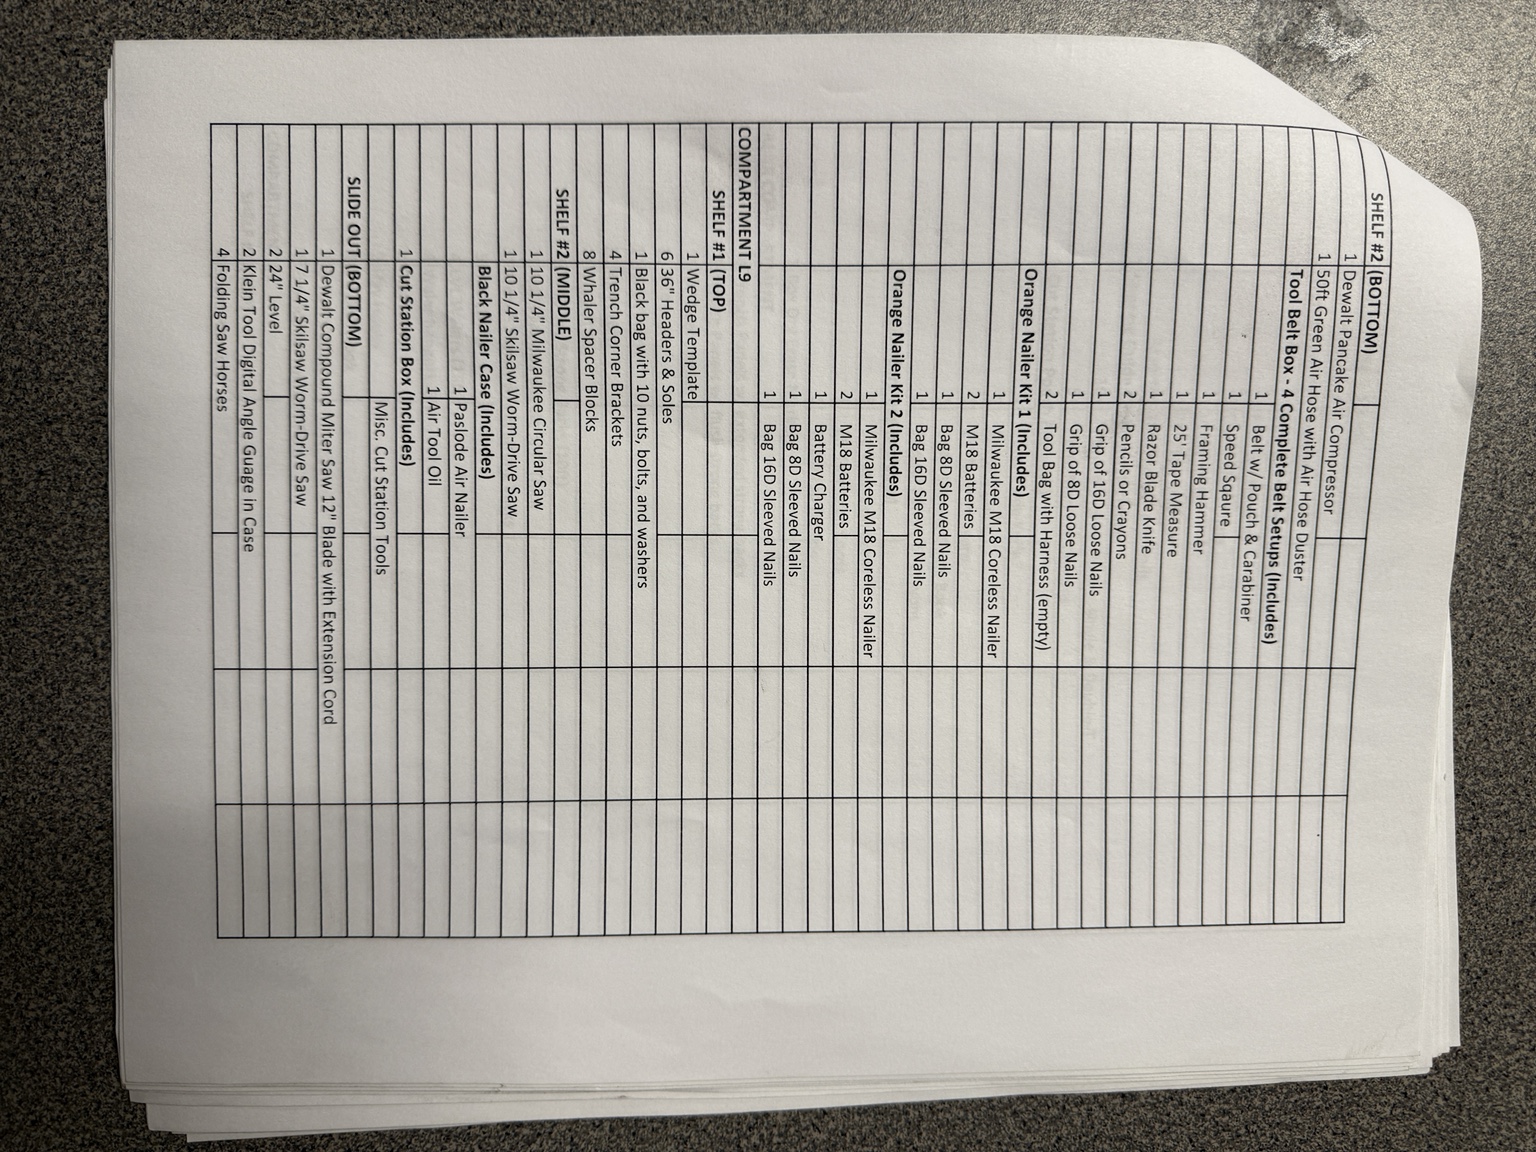 SHELF #2 (BOTTOM)
1 Dewalt Pancake Air Compressor
1 50ft Green Air Hose with Air Hose Duster
Tool Belt Box - 4 Complete Belt Setups (Includes)
1 Belt w/ Pouch & Carabiner
1 Speed Sqaure
1 Framing Hammer
1 25' Tape Measure
1 Razor Blade Knife
2 Pencils or Crayons
1 Grip of 16D Loose Nails
1 Grip of 8D Loose Nails
2 Tool Bag with Harness (empty)
Orange Nailer Kit 1 (Includes)
1 Milwaukee M18 Coreless Nailer
2 M18 Batteries
1 Bag 8D Sleeved Nails
1 Bag 16D Sleeved Nails
Orange Nailer Kit 2 (Includes)
1 Milwaukee M18 Coreless Nailer
2 M18 Batteries
1 Battery Charger
1 Bag 8D Sleeved Nails
1 Bag 16D Sleeved Nails
COMPARTMENT L9
SHELF #1 (TOP)
1 Wedge Template
6 36" Headers & Soles
1 Black bag with 10 nuts, bolts, and washers
4 Trench Corner Brackets
8 Whaler Spacer Blocks
SHELF #2 (MIDDLE)
1 10 1/4" Milwaukee Circular Saw
1 10 1/4" Skilsaw Worm-Drive Saw
Black Nailer Case (Includes)
1 Paslode Air Nailer
1 Air Tool Oil
1 Cut Station Box (Includes)
Misc. Cut Station Tools
SLIDE OUT (BOTTOM)
1 Dewalt Compound Miter Saw 12" Blade with Extension Cord
1 7 1/4" Skilsaw Worm-Drive Saw
2 24" Level
2 Klein Tool Digital Angle Guage in Case
4 Folding Saw Horses